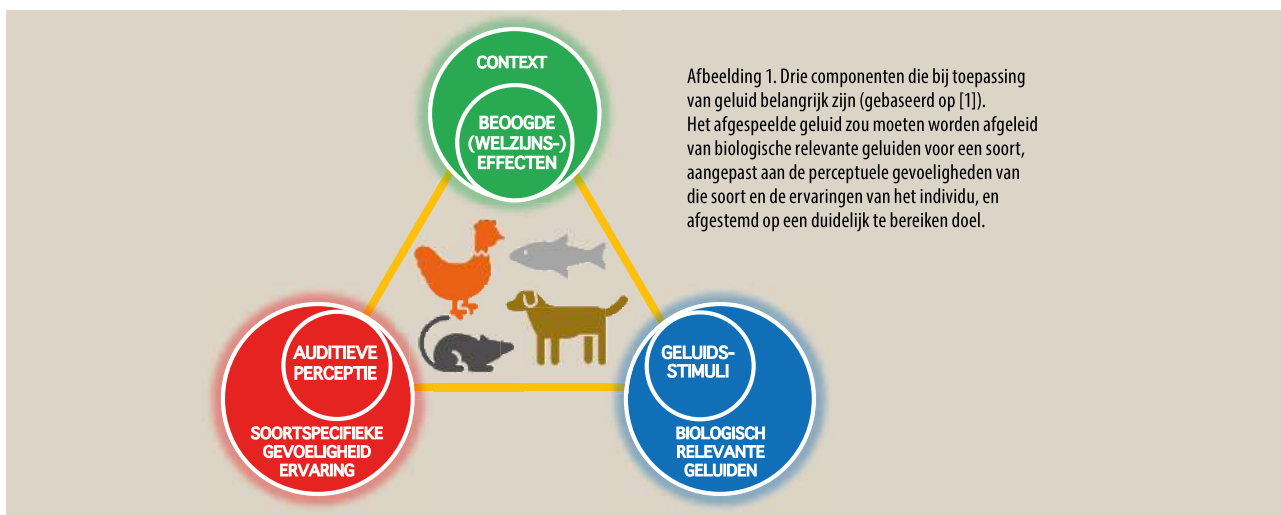 CONTEXT
BEOOGDE
(WELZIJNS-)
EFFECTEN
Afbeelding 1. Drie componenten die bij toepassing
van geluid belangrijk zijn (gebaseerd op [1]).
Het afgespeelde geluid zou moeten worden afgeleid
van biologische relevante geluiden voor een soort,
aangepast aan de perceptuele gevoeligheden van
die soort en de ervaringen van het individu, en
afgestemd op een duidelijk te bereiken doel.
AUDITIEVE
PERCEPTIE
SOORTSPECIFIEKE
GEVOELIGHEID
ERVARING
GELUIDS-
STIMULI
BIOLOGISCH
RELEVANTE
GELUIDEN